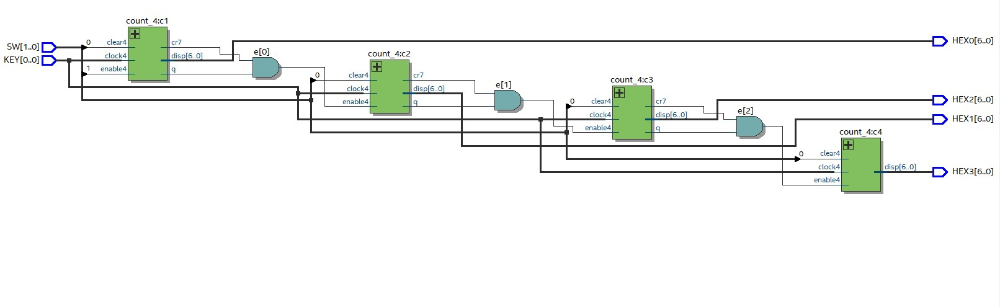 count_4:c1
SW[1..0]
KEY[0..0]
0
1
clear4
clock4
enable4
cr7
disp[6..0]
q
e[0]
count_4:c2
0
clear4
clock4
enable4
cr7
disp[6..0]
q
e[1]
count_4:c3
0
clear4
clock4
enable4
cr7
disp[6..0]
q
e[2]
count_4:c4
0
clear4
clock4
enable4
disp[6..0]
HEX0[6..0]
HEX2[6..0]
HEX1[6..0]
HEX3[6..0]